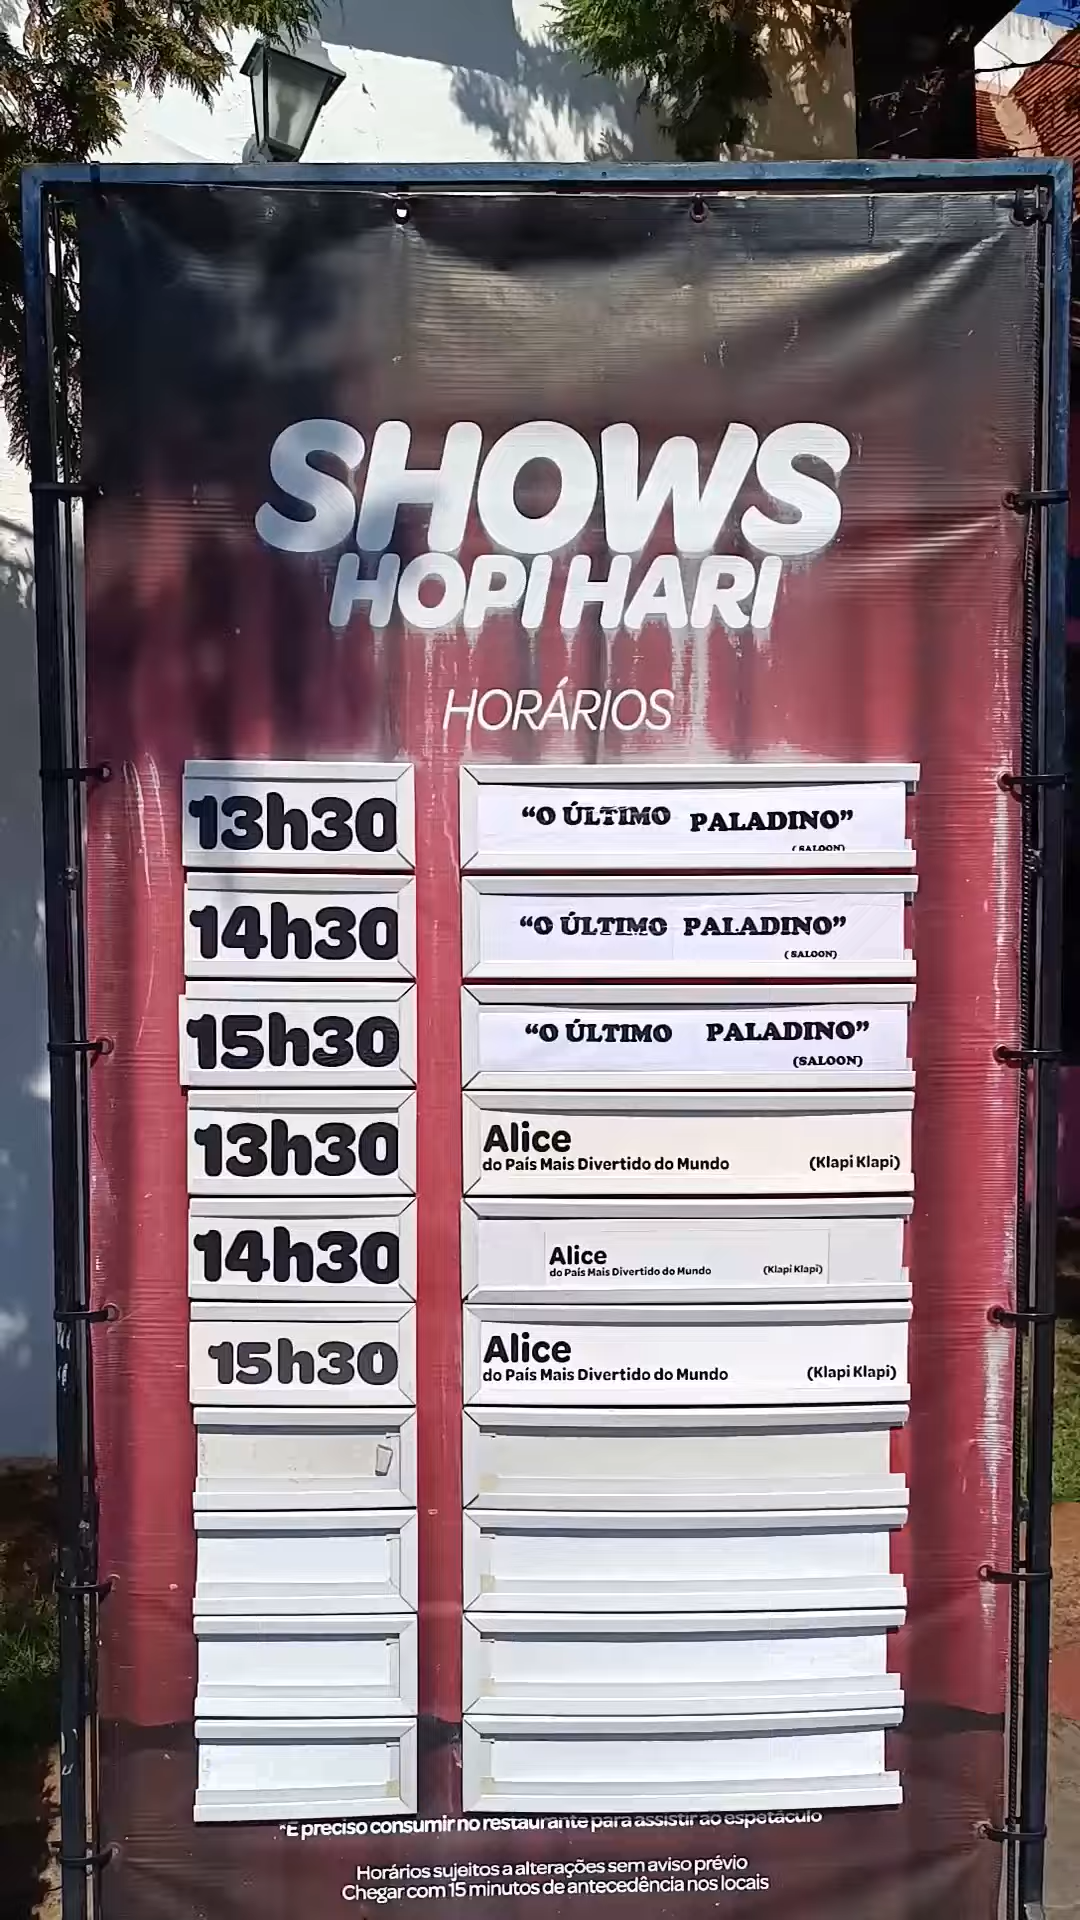 SHOWS
HOPI HARI
HORÁRIOS
13h30
“O ÚLTIMO PALADINO”
( SALOON)
14h30
“O ÚLTIMO PALADINO”
( SALOON)
15h30
“O ÚLTIMO PALADINO”
(SALOON)
13h30
Alice
do País Mais Divertido do Mundo (Klapi Klapi)
14h30
Alice
do País Mais Divertido do Mundo (Klapi Klapi)
15h30
Alice
do País Mais Divertido do Mundo (Klapi Klapi)
*É preciso consumir no restaurante para assistir ao espetáculo
Horários sujeitos a alterações sem aviso prévio
Chegar com 15 minutos de antecedência nos locais